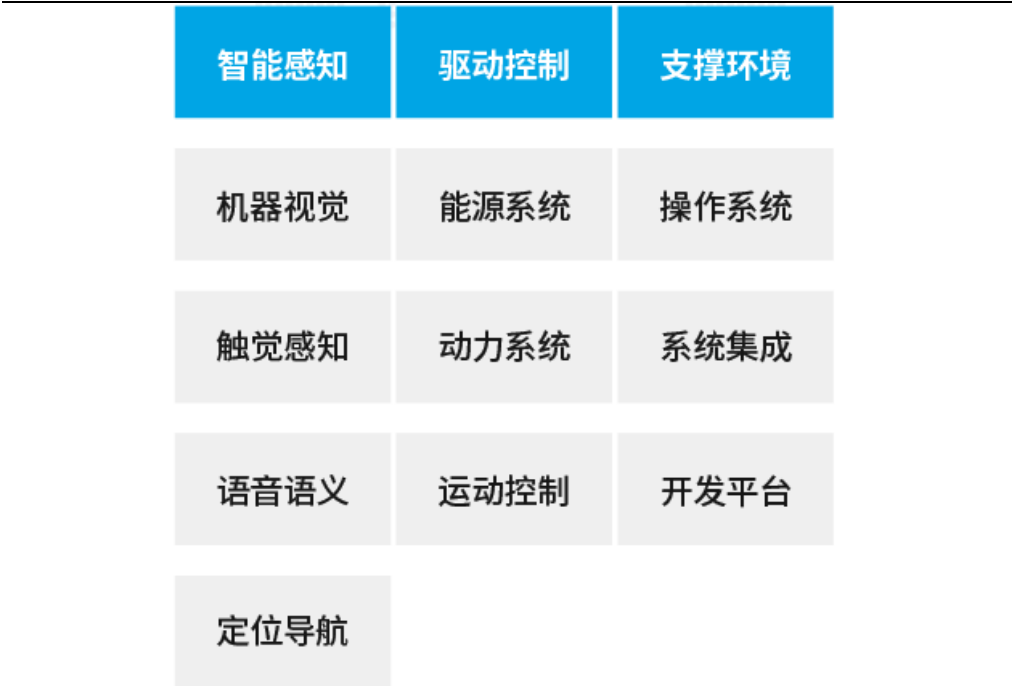 智能感知 驱动控制 支撑环境
机器视觉 能源系统 操作系统
触觉感知 动力系统 系统集成
语音语义 运动控制 开发平台
定位导航